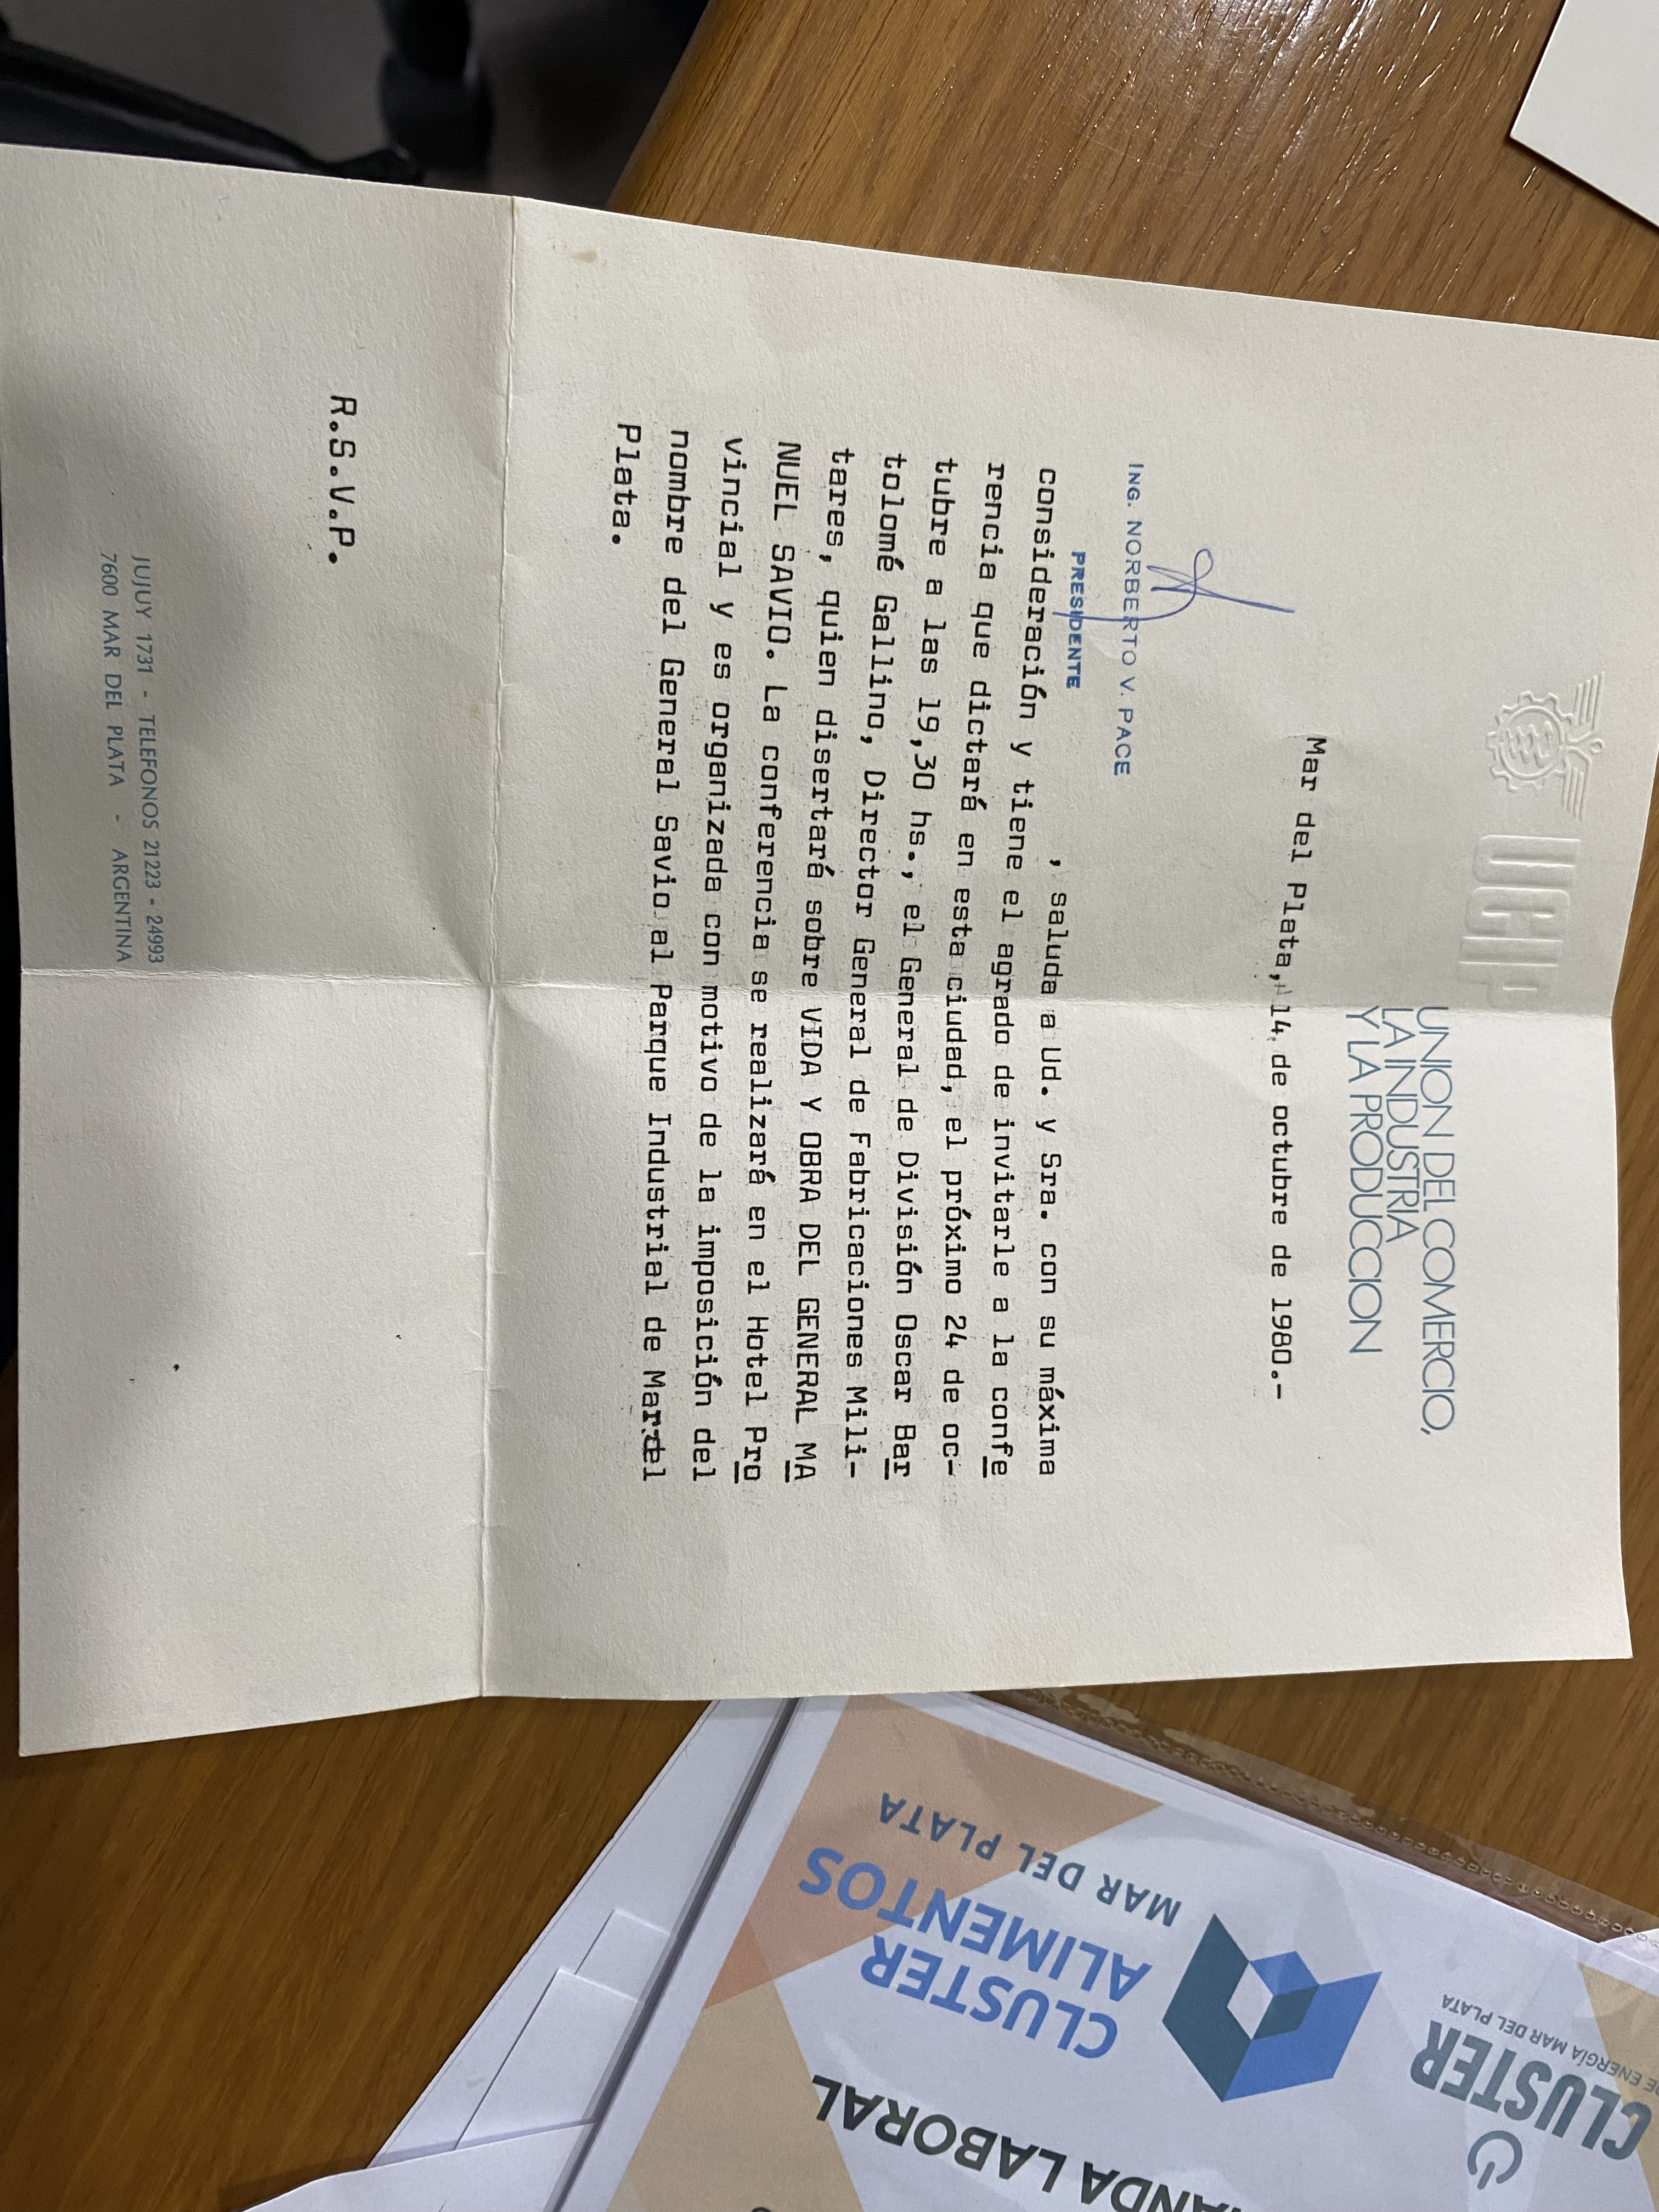 UCIP
UNION DEL COMERCIO,
LA INDUSTRIA
Y LA PRODUCCION
Mar del Plata, 14 de octubre de 1980.-
ING. NORBERTO V. PACE
PRESIDENTE
, saluda a Ud. y Sra. con su máxima
consideración y tiene el agrado de invitarle a la confe
rencia que dictará en esta ciudad, el próximo 24 de oc-
tubre a las 19,30 hs., el General de División Oscar Bar
tolomé Gallino, Director General de Fabricaciones Mili-
tares, quien disertará sobre VIDA Y OBRA DEL GENERAL MA
NUEL SAVIO. La conferencia se realizará en el Hotel Pro
vincial y es organizada con motivo de la imposición del
nombre del General Savio al Parque Industrial de Mar del
Plata.
R.S.V.P.
JUJUY 1731 - TELEFONOS 21223 - 24993
7600 MAR DEL PLATA - ARGENTINA
CLUSTER
DE ENERGÍA MAR DEL PLATA
CLUSTER
ALIMENTOS
MAR DEL PLATA
LABORAL